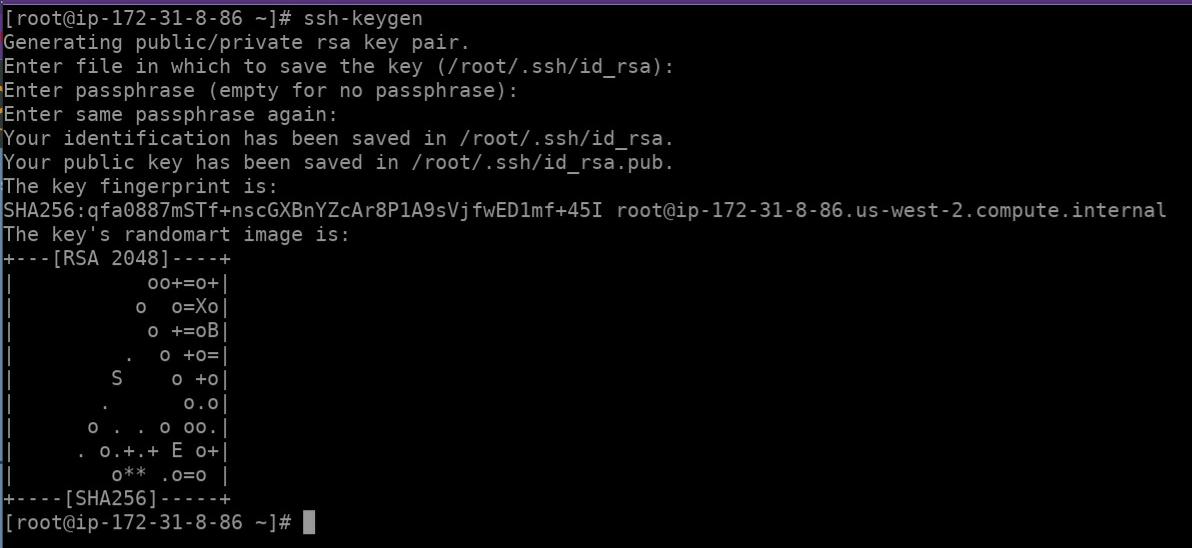 [root@ip-172-31-8-86 ~]# ssh-keygen
Generating public/private rsa key pair.
Enter file in which to save the key (/root/.ssh/id_rsa):
Enter passphrase (empty for no passphrase):
Enter same passphrase again:
Your identification has been saved in /root/.ssh/id_rsa.
Your public key has been saved in /root/.ssh/id_rsa.pub.
The key fingerprint is:
SHA256:qfa0887mSTf+nscGXBnYZcAr8P1A9sVjfwED1mf+45I root@ip-172-31-8-86.us-west-2.compute.internal
The key's randomart image is:
+---[RSA 2048]----+
|           oo+=o+|
|          o  o=Xo|
|           o +=oB|
|         .  o +o=|
|        S    o +o|
|       .      o.o|
|      o . . o oo.|
|     . o.+.+ E o+|
|        o** .o=o |
+----[SHA256]-----+
[root@ip-172-31-8-86 ~]#